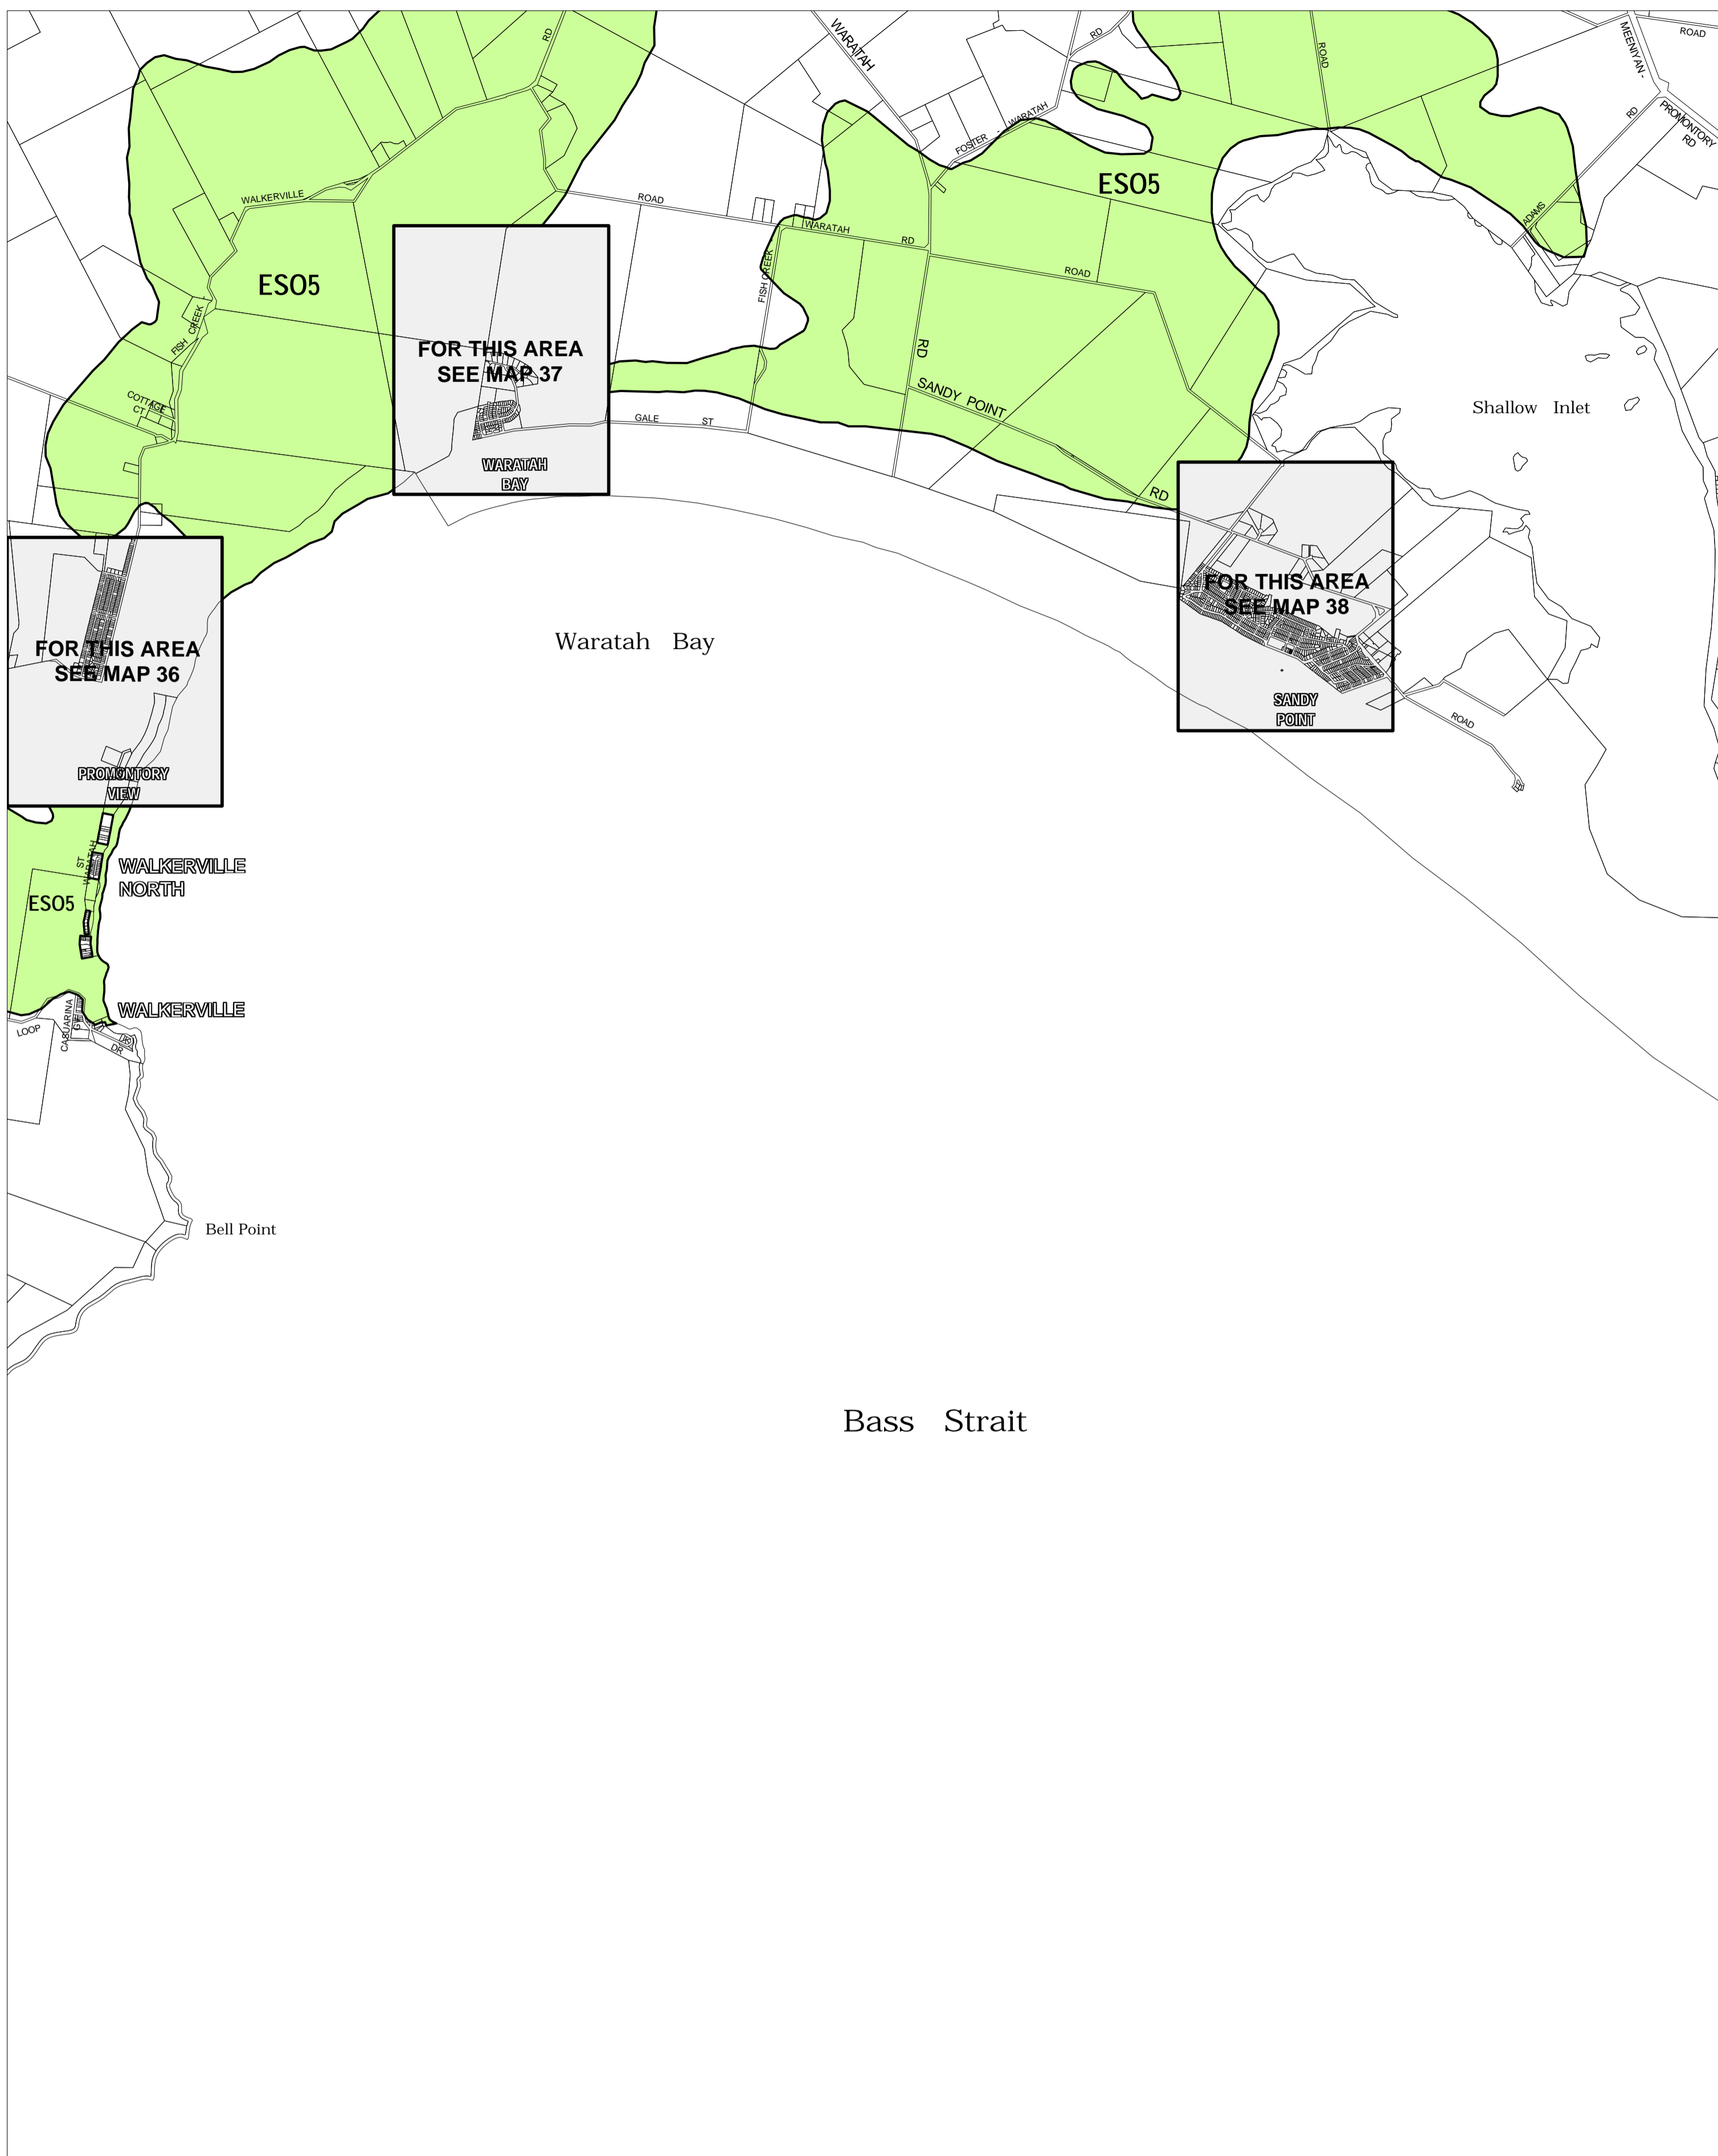 RD
WARATAH
RD
ROAD
MEENIYAN -
ROAD
PROMONTORY
RD
RD
FOSTER - WARATAH
WALKERVILLE
ROAD
ESO5
ADAMS
WARATAH
RD
ROAD
FISH CREEK -
ESO5
FISH
CREEK -
FOR THIS AREA
SEE MAP 37
RD
SANDY POINT
COTTAGE
CT
GALE ST
Shallow Inlet
WARATAH
BAY
RD
FOR THIS AREA
SEE MAP 38
FOR THIS AREA
SEE MAP 36
Waratah Bay
SANDY
POINT
ROAD
PROMONTORY
VIEW
ST
WARATAH
WALKERVILLE
NORTH
ESO5
WALKERVILLE
LOOP
CASUARINA
GV
DR
Bell Point
Bass Strait